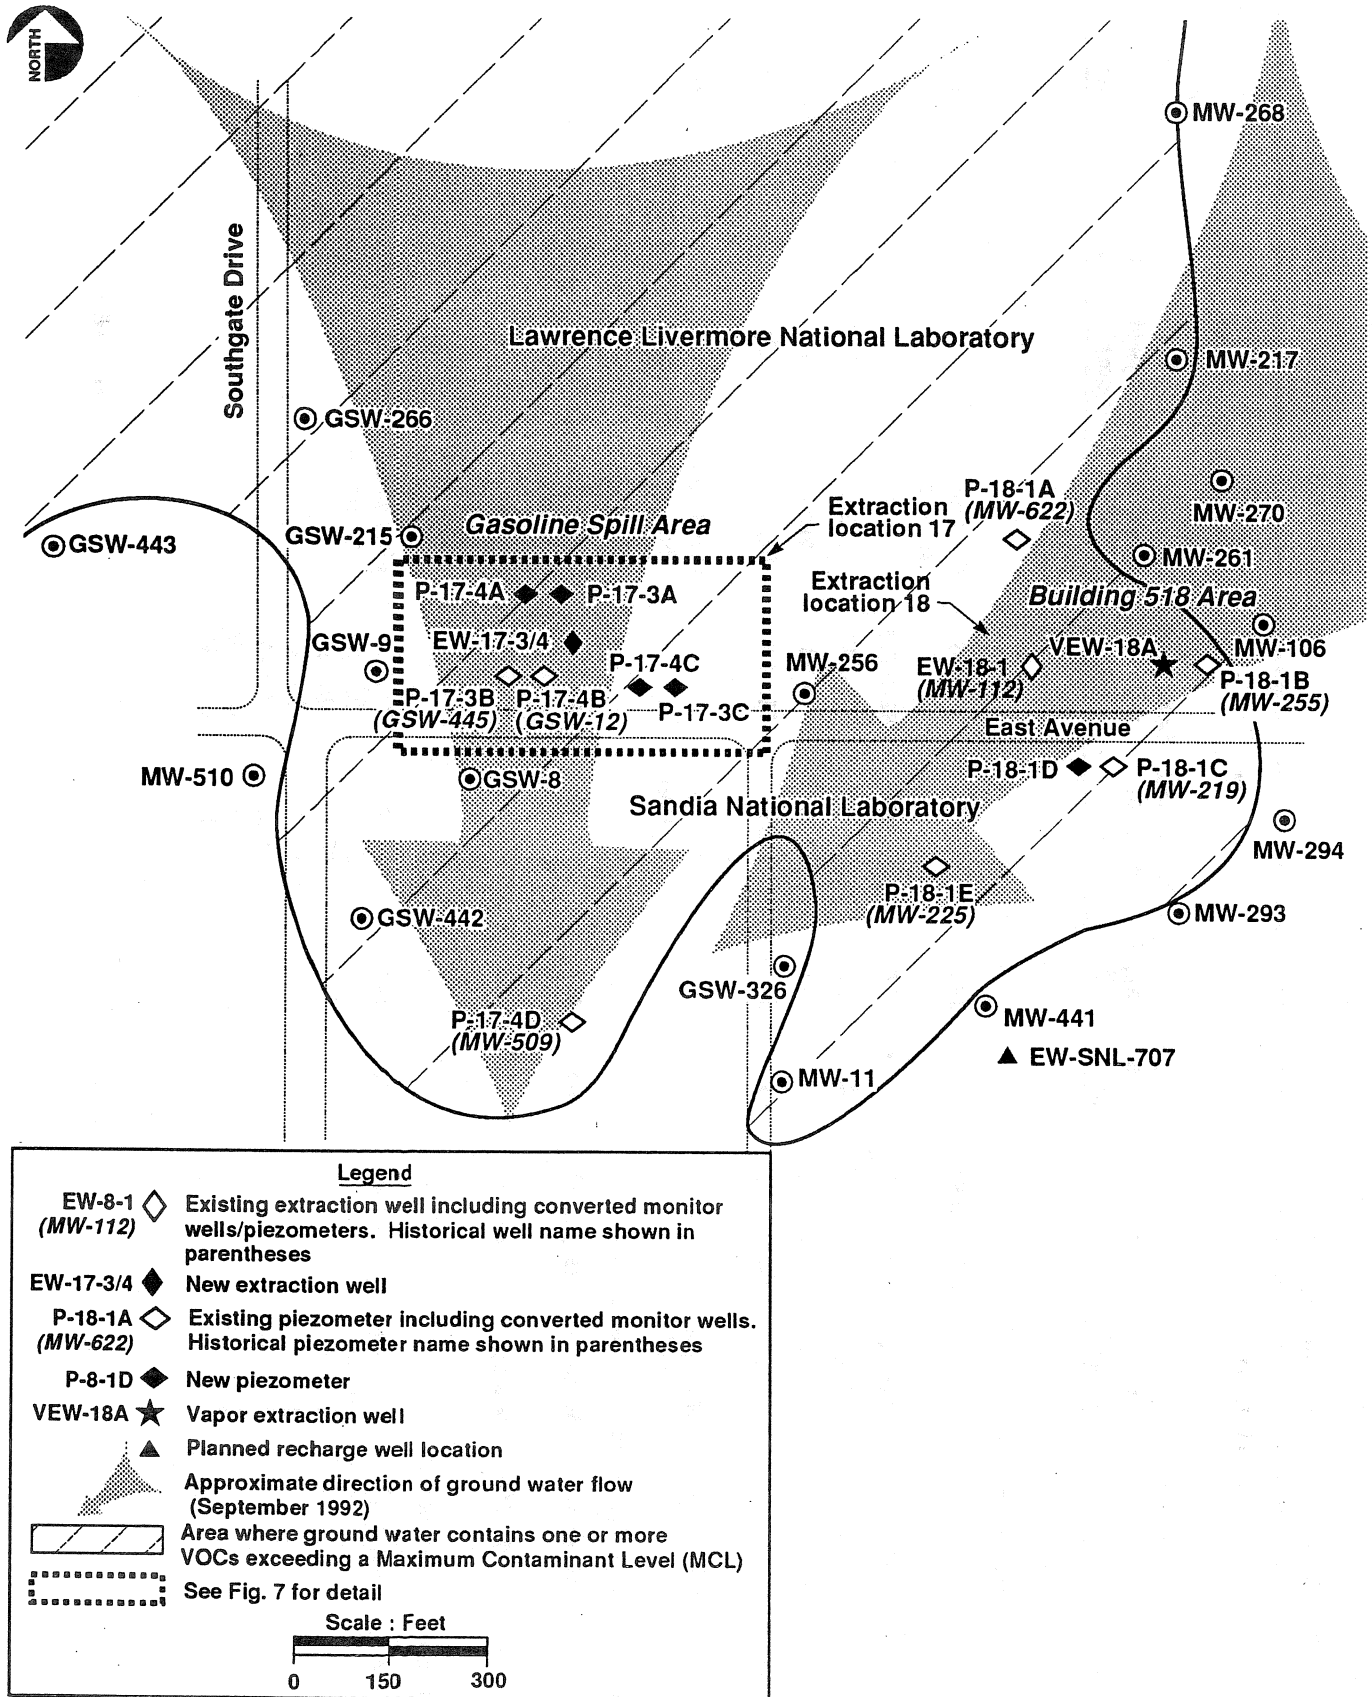 NORTH
MW-268
Southgate Drive
Lawrence Livermore National Laboratory
MW-217
GSW-266
P-18-1A
(MW-622)
MW-270
Extraction
location 17
Gasoline Spill Area
GSW-215
GSW-443
MW-261
Extraction
location 18
Building 518 Area
P-17-4A
P-17-3A
EW-17-3/4
GSW-9
P-17-4C
MW-256
EW-18-1
(MW-112)
VEW-18A
MW-106
P-18-1B
(MW-255)
P-17-3B
(GSW-445)
P-17-4B
(GSW-12)
P-17-3C
East Avenue
MW-510
GSW-8
P-18-1D
P-18-1C
(MW-219)
Sandia National Laboratory
MW-294
P-18-1E
(MW-225)
GSW-442
MW-293
GSW-326
P-17-4D
(MW-509)
MW-441
EW-SNL-707
MW-11
Legend
EW-8-1
(MW-112)
Existing extraction well including converted monitor
wells/piezometers. Historical well name shown in
parentheses
EW-17-3/4 New extraction well
P-18-1A
(MW-622)
Existing piezometer including converted monitor wells.
Historical piezometer name shown in parentheses
P-8-1D New piezometer
VEW-18A Vapor extraction well
Planned recharge well location
Approximate direction of ground water flow
(September 1992)
Area where ground water contains one or more
VOCs exceeding a Maximum Contaminant Level (MCL)
See Fig. 7 for detail
Scale : Feet
0 150 300